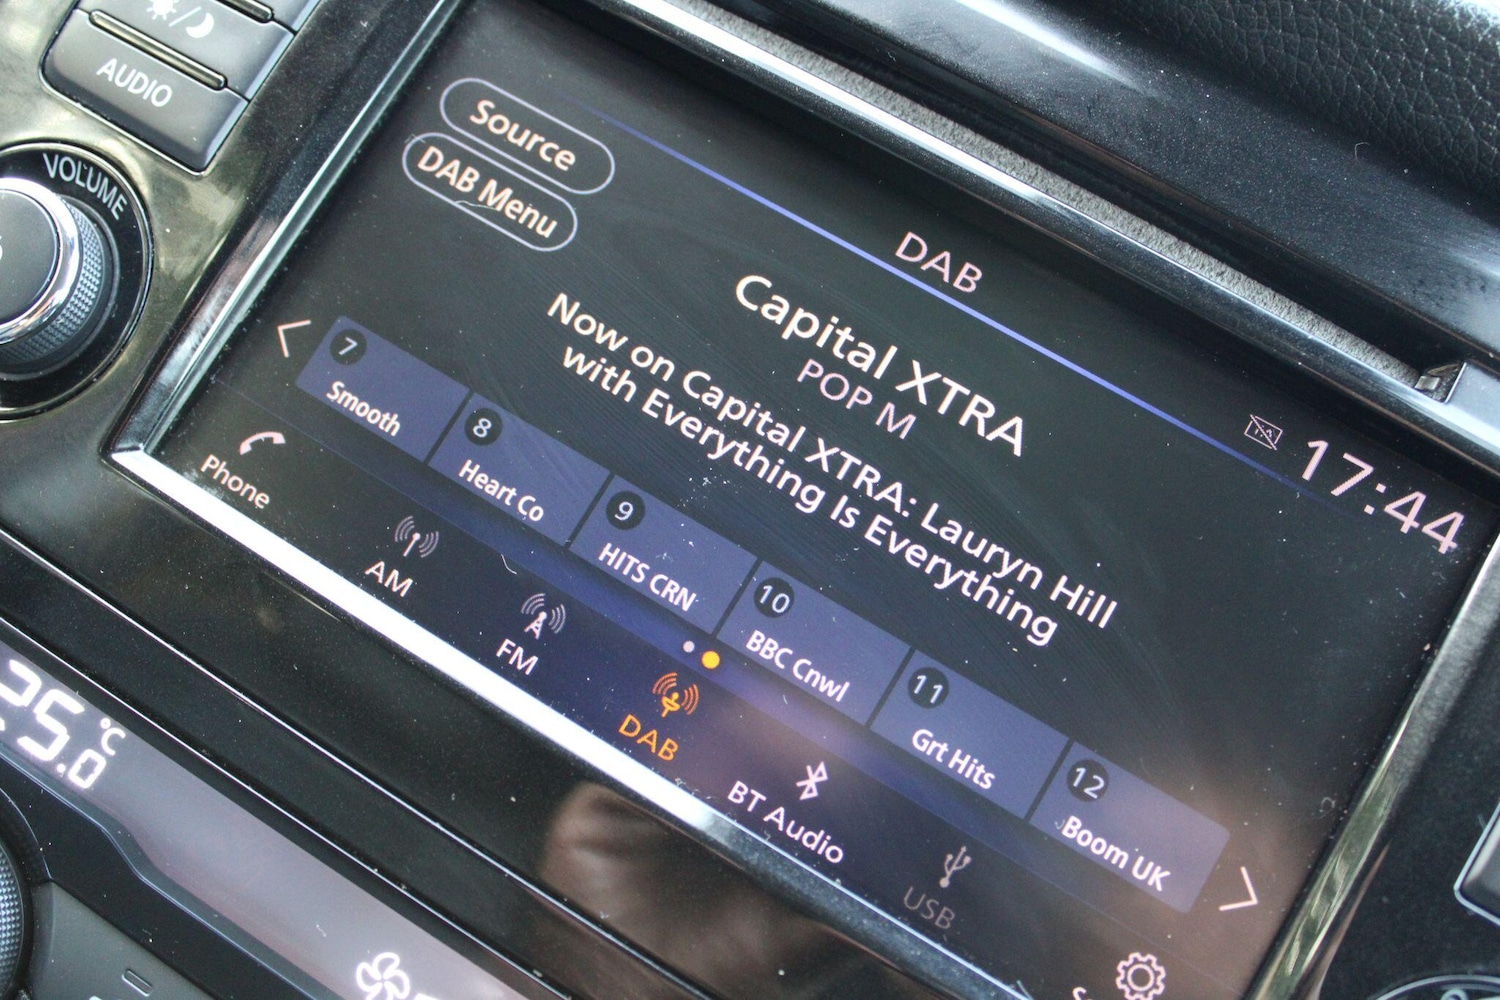 AUDIO
VOLUME
Source
DAB Menu
DAB
17:44
Capital XTRA
POP M
Now on Capital XTRA: Lauryn Hill
with Everything Is Everything
7
Smooth
8
Heart Co
9
HITS CRN
10
BBC Cnwl
11
Grt Hits
12
Boom UK
Phone
AM
FM
DAB
BT Audio
USB
25.0
°C